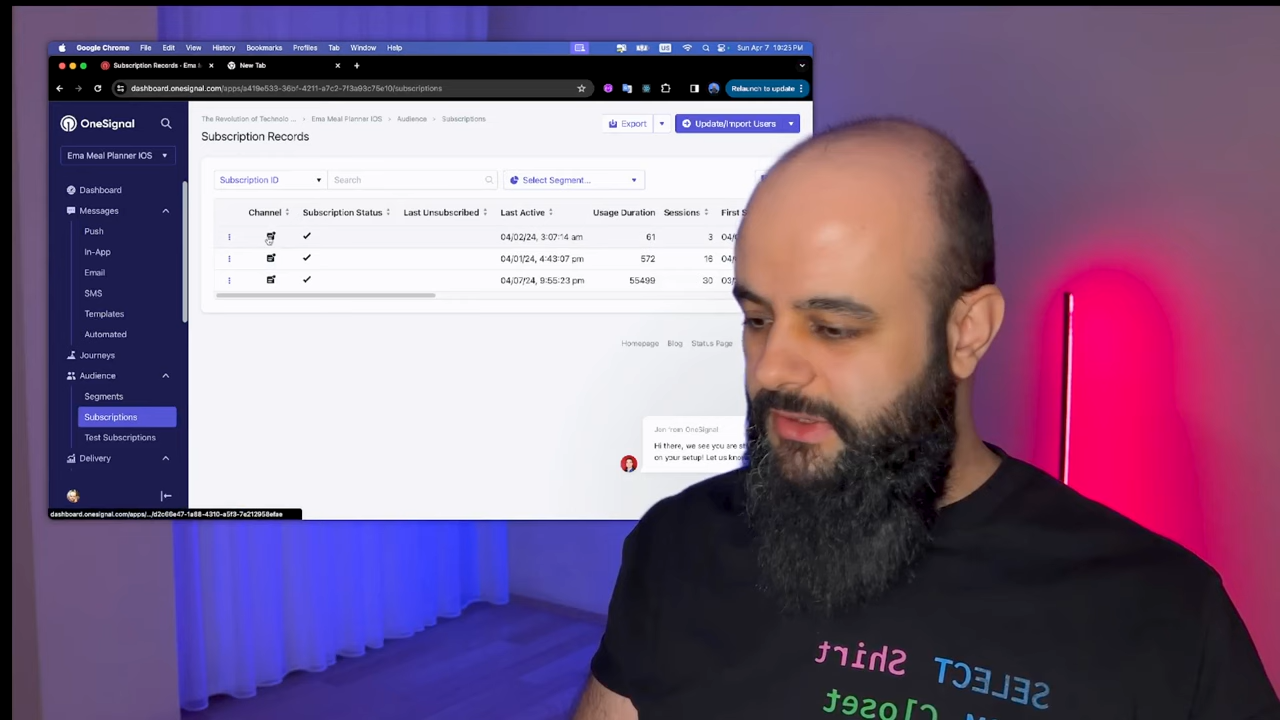 Google Chrome File Edit View History Bookmarks Profiles Tab Window Help US Sun Apr 7 10:25 PM
Subscription Records - Ema New Tab
dashboard.onesignal.com/apps/a419e533-36bf-4211-a7c2-7f3a93c75e10/subscriptions Relaunch to update
OneSignal
Ema Meal Planner IOS
Dashboard
Messages
Push
In-App
Email
SMS
Templates
Automated
Journeys
Audience
Segments
Subscriptions
Test Subscriptions
Delivery
The Revolution of Technolo ... Ema Meal Planner IOS Audience Subscriptions
Subscription Records
Export Update/Import Users
Subscription ID Search Select Segment...
Channel Subscription Status Last Unsubscribed Last Active Usage Duration Sessions First S
04/02/24, 3:07:14 am 61 3 04/
04/01/24, 4:43:07 pm 572 16 04/
04/07/24, 9:55:23 pm 55499 30 03/
Homepage Blog Status Page
Jon from OneSignal
Hi there, we see you are
on your setup! Let us know
dashboard.onesignal.com/apps/.../d2c66e47-1a88-4310-a5f3-7e212958efae
SELECT Shirt
Closet